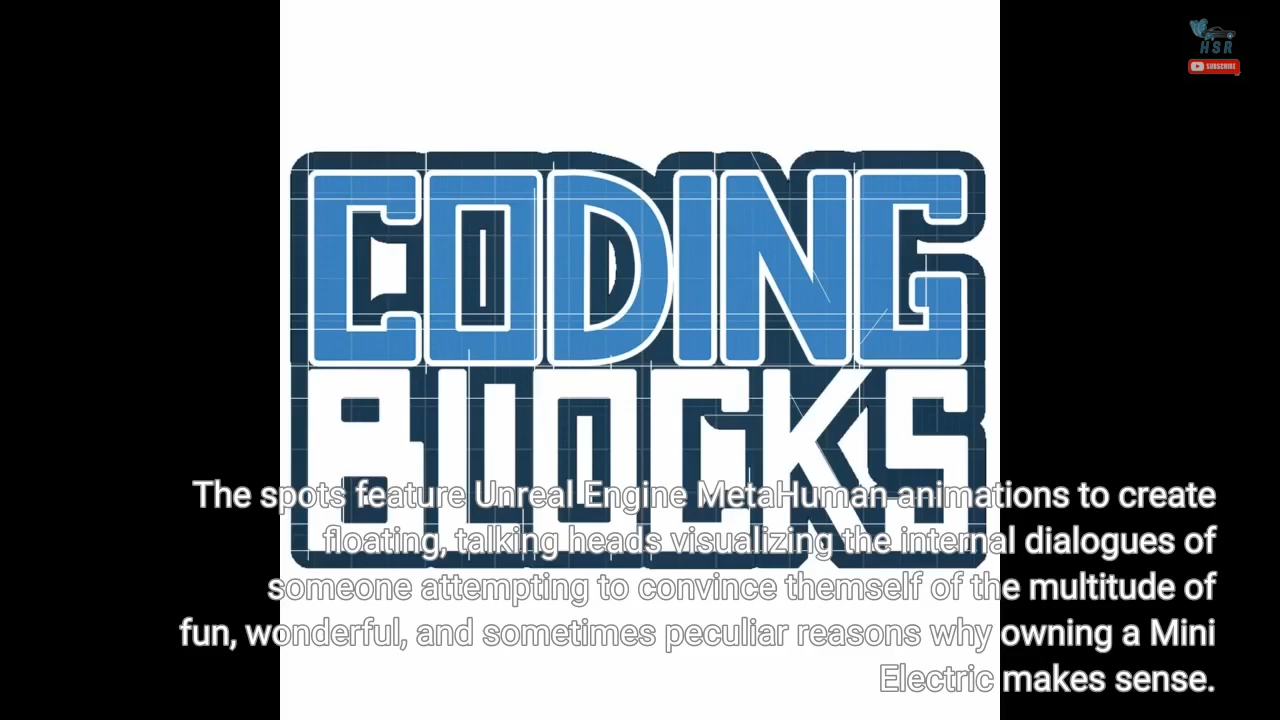 HSR
SUBSCRIBE
CODING
BLOCKS
The spots feature Unreal Engine MetaHuman animations to create
floating, talking heads visualizing the internal dialogues of
someone attempting to convince themself of the multitude of
fun, wonderful, and sometimes peculiar reasons why owning a Mini
Electric makes sense.